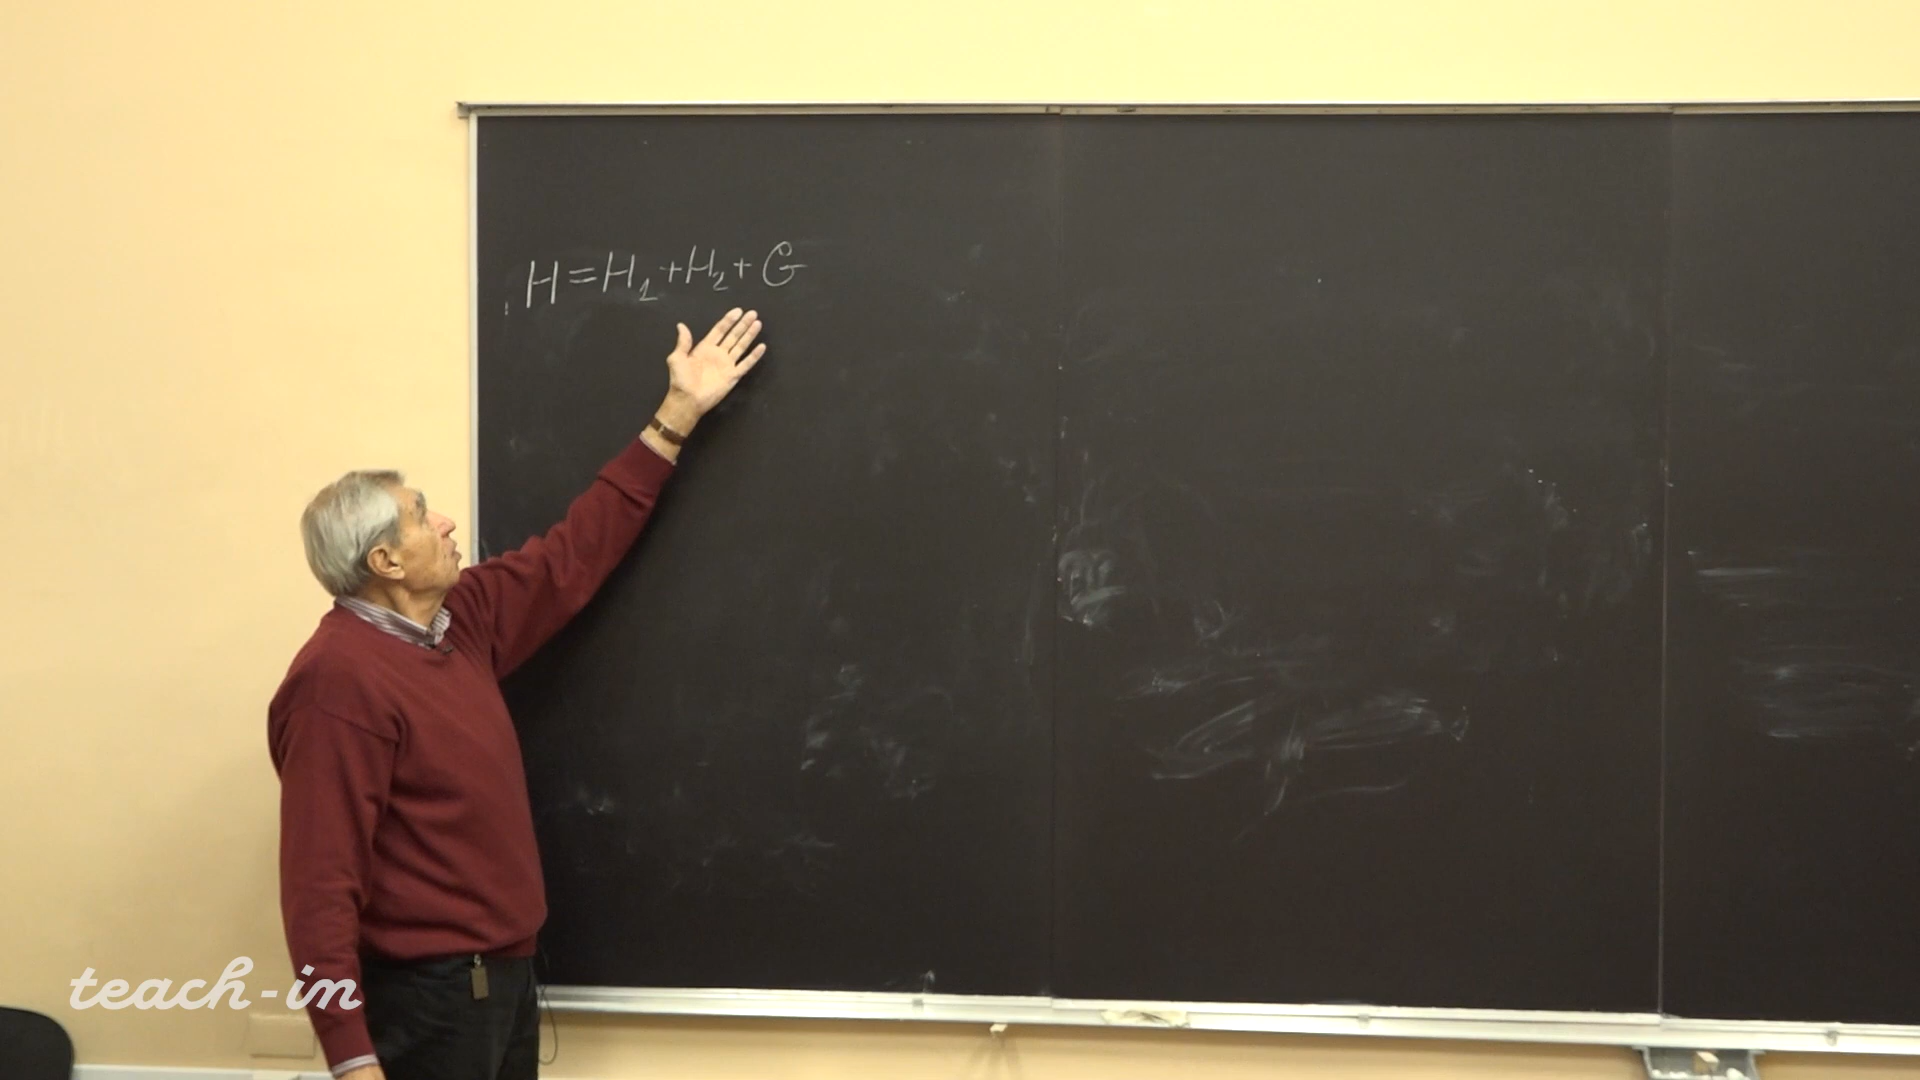 H = H₁ + H₂ + G
teach-in